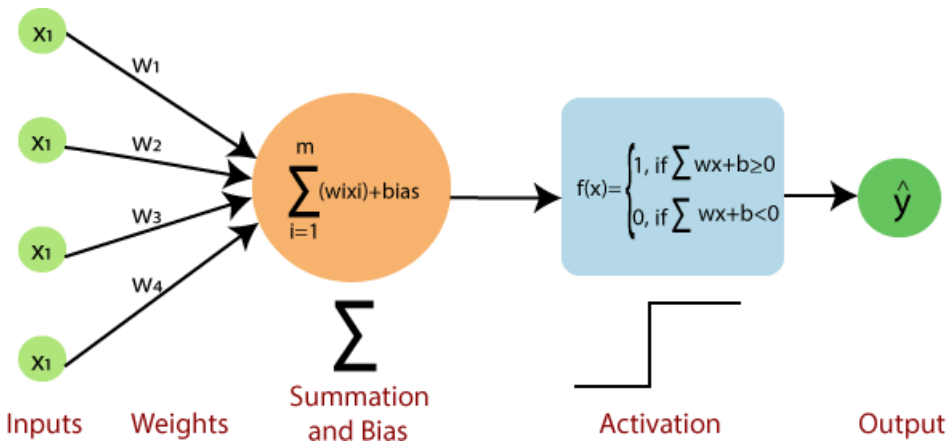 x1
x1
x1
x1
w1
w2
w3
w4
m
∑(wixi)+bias
i=1
f(x)={1, if ∑ wx+b≥0
0, if ∑ wx+b<0
ŷ
∑
Inputs
Weights
Summation
and Bias
Activation
Output